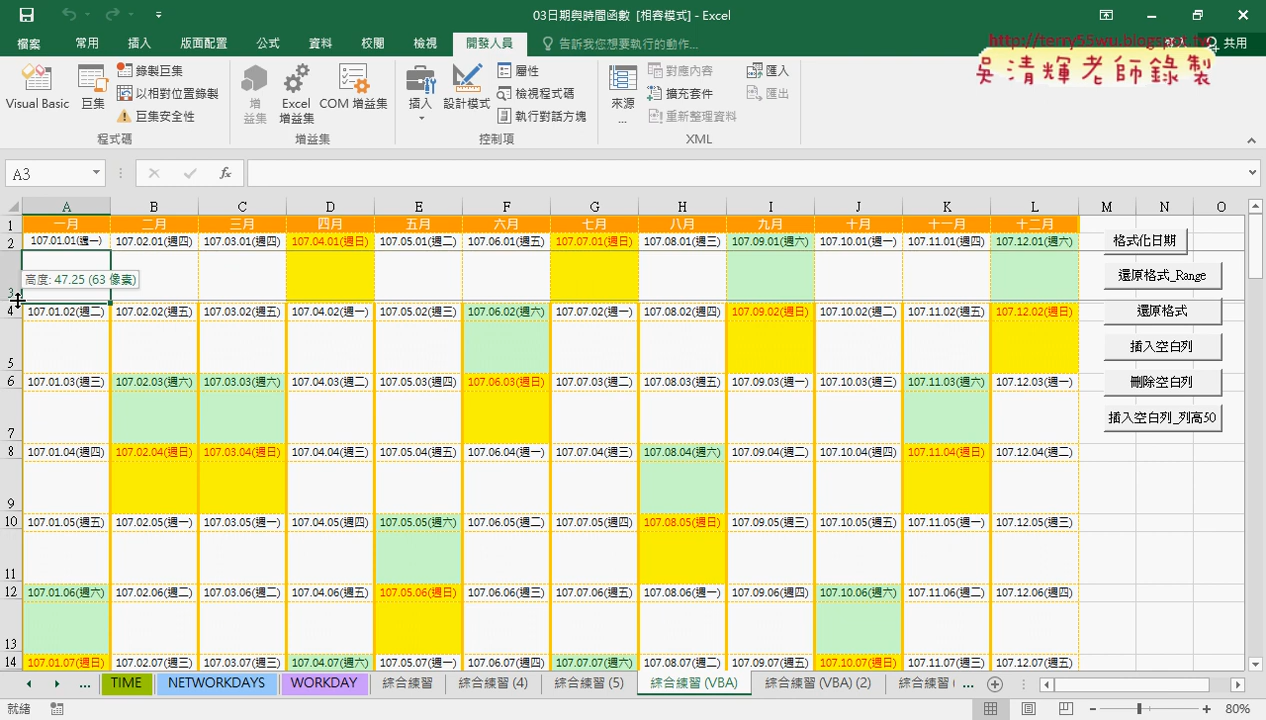 03日期與時間函數 [相容模式] - Excel
檔案 常用 插入 版面配置 公式 資料 校閱 檢視 開發人員 告訴我您想要執行的動作... 共用
http://terry55wu.blogspot.tw
吳清輝老師錄製
Visual Basic 巨集 錄製巨集 以相對位置錄製 巨集安全性 程式碼
增益集 Excel 增益集 COM 增益集 增益集
插入 設計模式 屬性 檢視程式碼 執行對話方塊 控制項
來源... 對應內容 擴充套件 重新整理資料 匯入 匯出 XML
A3 fx
A B C D E F G H I J K L M N O
1 一月 二月 三月 四月 五月 六月 七月 八月 九月 十月 十一月 十二月
2 107.01.01(週一) 107.02.01(週四) 107.03.01(週四) 107.04.01(週日) 107.05.01(週二) 107.06.01(週五) 107.07.01(週日) 107.08.01(週三) 107.09.01(週六) 107.10.01(週一) 107.11.01(週四) 107.12.01(週六) 格式化日期
高度: 47.25 (63 像素) 還原格式_Range
3
4 107.01.02(週二) 107.02.02(週五) 107.03.02(週五) 107.04.02(週一) 107.05.02(週三) 107.06.02(週六) 107.07.02(週一) 107.08.02(週四) 107.09.02(週日) 107.10.02(週二) 107.11.02(週五) 107.12.02(週日) 還原格式
5 插入空白列
6 107.01.03(週三) 107.02.03(週六) 107.03.03(週六) 107.04.03(週二) 107.05.03(週四) 107.06.03(週日) 107.07.03(週二) 107.08.03(週五) 107.09.03(週一) 107.10.03(週三) 107.11.03(週六) 107.12.03(週一) 刪除空白列
7 插入空白列_列高50
8 107.01.04(週四) 107.02.04(週日) 107.03.04(週日) 107.04.04(週三) 107.05.04(週五) 107.06.04(週一) 107.07.04(週三) 107.08.04(週六) 107.09.04(週二) 107.10.04(週四) 107.11.04(週日) 107.12.04(週二)
9
10 107.01.05(週五) 107.02.05(週一) 107.03.05(週一) 107.04.05(週四) 107.05.05(週六) 107.06.05(週二) 107.07.05(週四) 107.08.05(週日) 107.09.05(週三) 107.10.05(週五) 107.11.05(週一) 107.12.05(週三)
11
12 107.01.06(週六) 107.02.06(週二) 107.03.06(週二) 107.04.06(週五) 107.05.06(週日) 107.06.06(週三) 107.07.06(週五) 107.08.06(週一) 107.09.06(週四) 107.10.06(週六) 107.11.06(週二) 107.12.06(週四)
13
14 107.01.07(週日) 107.02.07(週三) 107.03.07(週三) 107.04.07(週六) 107.05.07(週一) 107.06.07(週四) 107.07.07(週六) 107.08.07(週二) 107.09.07(週五) 107.10.07(週日) 107.11.07(週三) 107.12.07(週五)
... TIME NETWORKDAYS WORKDAY 綜合練習 綜合練習 (4) 綜合練習 (5) 綜合練習 (VBA) 綜合練習 (VBA) (2) 綜合練習 ( ...
就緒 80%